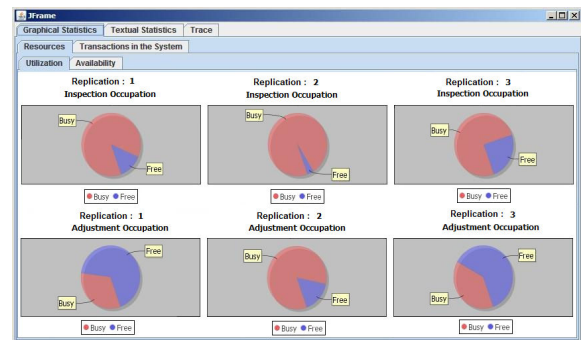 JFrame
Graphical Statistics Textual Statistics Trace
Resources Transactions in the System
Utilization Availability
Replication : 1 Replication : 2 Replication : 3
Inspection Occupation Inspection Occupation Inspection Occupation
Busy Busy Busy
Free Free Free
Busy Free Busy Free Busy Free
Replication : 1 Replication : 2 Replication : 3
Adjustment Occupation Adjustment Occupation Adjustment Occupation
Free Busy Free
Busy Free Busy
Busy Free Busy Free Busy Free